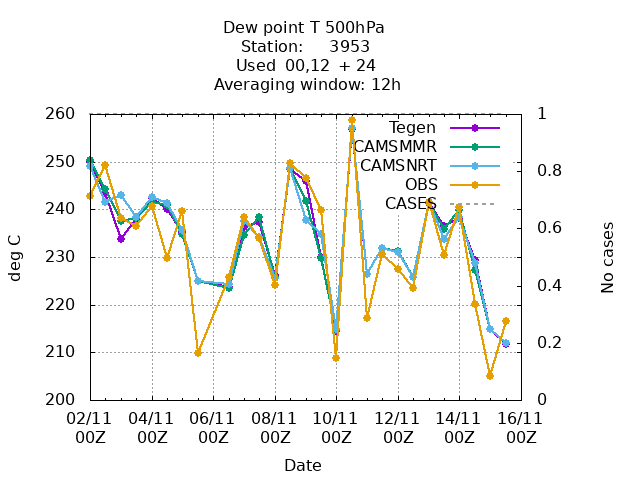 Dew point T 500hPa
Station:     3953
Used  00,12  + 24
Averaging window: 12h
260
250
240
230
220
210
200
deg C
1
0.8
0.6
0.4
0.2
0
No cases
Tegen
CAMSMMR
CAMSNRT
OBS
CASES
02/11 04/11 06/11 08/11 10/11 12/11 14/11 16/11
00Z 00Z 00Z 00Z 00Z 00Z 00Z 00Z
Date